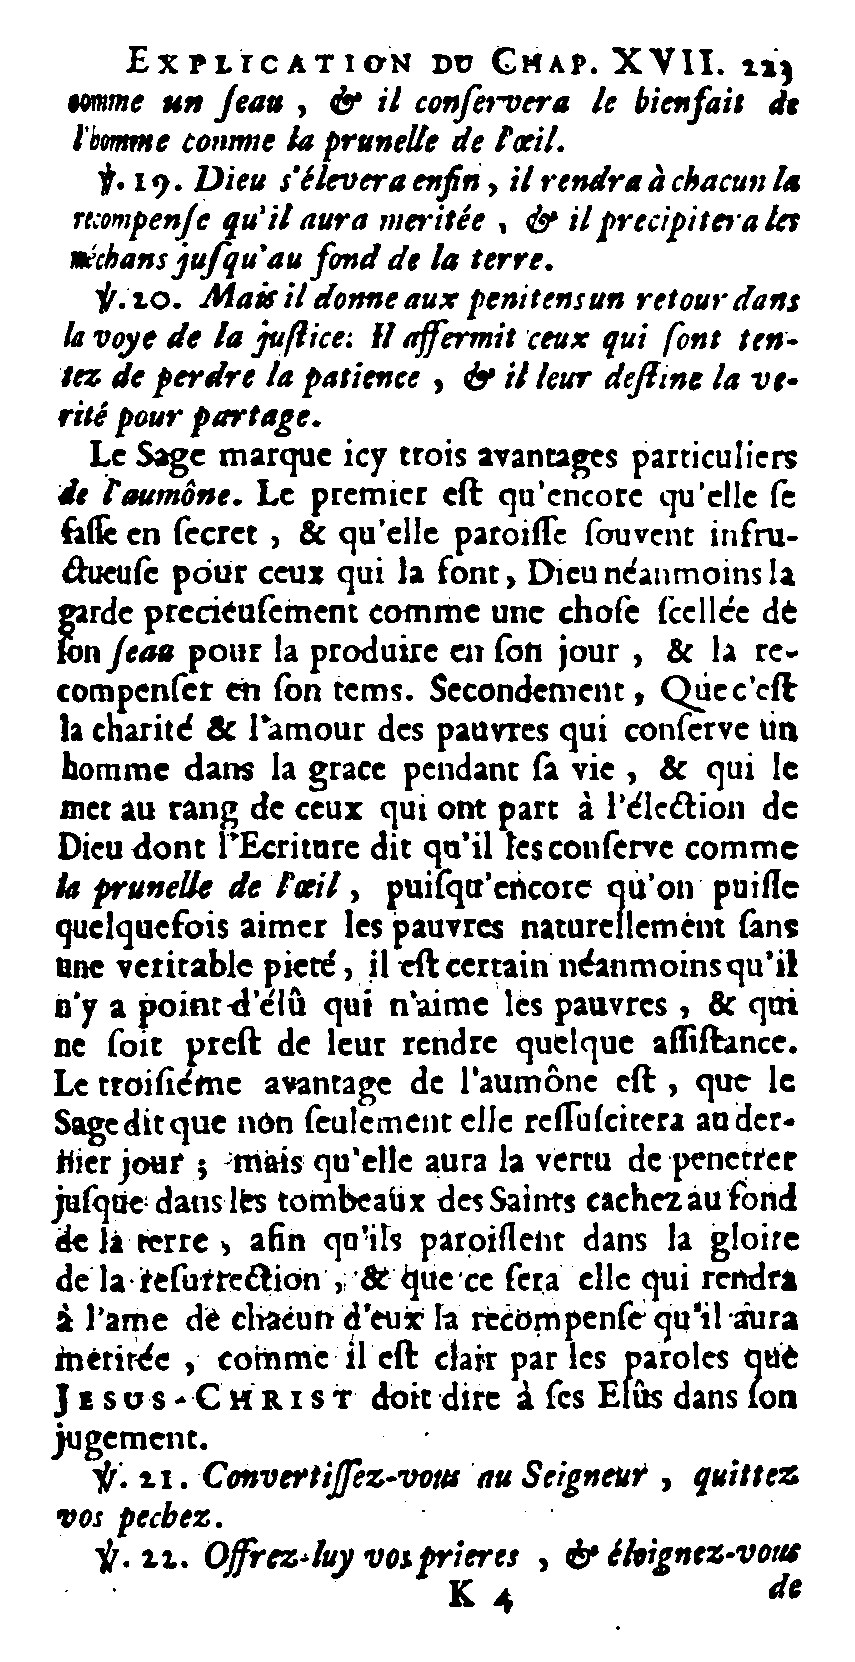 EXPLICATION DU CHAP. XVII. 223
comme un ſeau , & il conſervera le bienfait de
l'homme comme la prunelle de l'œil.
℣. 19. Dieu s'élevera enfin , il rendra à chacun la
recompenſe qu'il aura meritée , & il precipitera les
méchans juſqu'au fond de la terre.
℣. 20. Mais il donne aux penitens un retour dans
la voye de la juſtice: Il affermit ceux qui ſont ten-
tez de perdre la patience , & il leur deſtine la ve-
rité pour partage.
Le Sage marque icy trois avantages particuliers
de l'aumône. Le premier eſt qu'encore qu'elle ſe
faſſe en ſecret , & qu'elle paroiſſe ſouvent infru-
ctueuſe pour ceux qui la font, Dieu néanmoins la
garde precieuſement comme une choſe ſcellée de
ſon ſeau pour la produire en ſon jour , & la re-
compenſer en ſon tems. Secondement , Que c'eſt
la charité & l'amour des pauvres qui conſerve un
homme dans la grace pendant ſa vie , & qui le
met au rang de ceux qui ont part à l'élection de
Dieu dont l'Ecriture dit qu'il les conſerve comme
la prunelle de l'œil , puiſqu'encore qu'on puiſſe
quelquefois aimer les pauvres naturellement ſans
une veritable pieté , il eſt certain néanmoins qu'il
n'y a point d'élû qui n'aime les pauvres , & qui
ne ſoit preſt de leur rendre quelque aſſiſtance.
Le troiſiéme avantage de l'aumône eſt , que le
Sage dit que non ſeulement elle reſſuſcitera au der-
nier jour ; mais qu'elle aura la vertu de penetrer
juſque dans les tombeaux des Saints cachez au fond
de la terre , afin qu'ils paroiſſent dans la gloire
de la reſurrection , & que ce ſera elle qui rendra
à l'ame de chacun d'eux la recompenſe qu'il aura
meritée , comme il eſt clair par les paroles que
JESUS-CHRIST doit dire à ſes Elûs dans ſon
jugement.
℣. 21. Convertiſſez-vous au Seigneur , quittez
vos pechez.
℣. 22. Offrez-luy vos prieres , & éloignez-vous
K 4 de